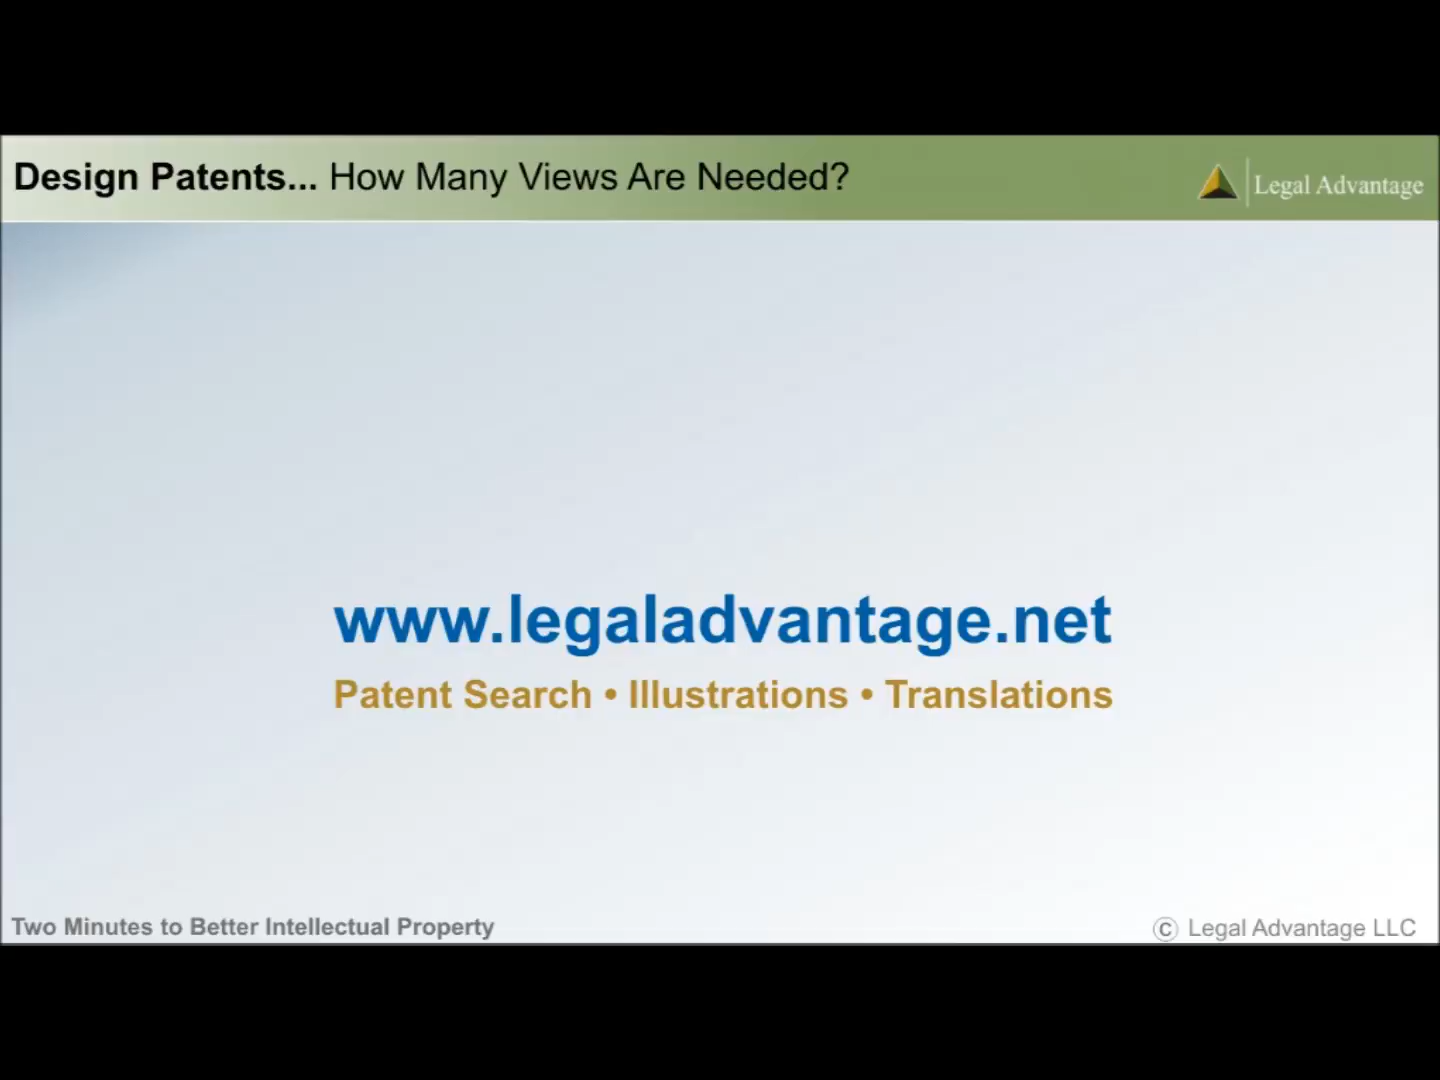 Design Patents... How Many Views Are Needed?
Legal Advantage
www.legaladvantage.net
Patent Search • Illustrations • Translations
Two Minutes to Better Intellectual Property
© Legal Advantage LLC